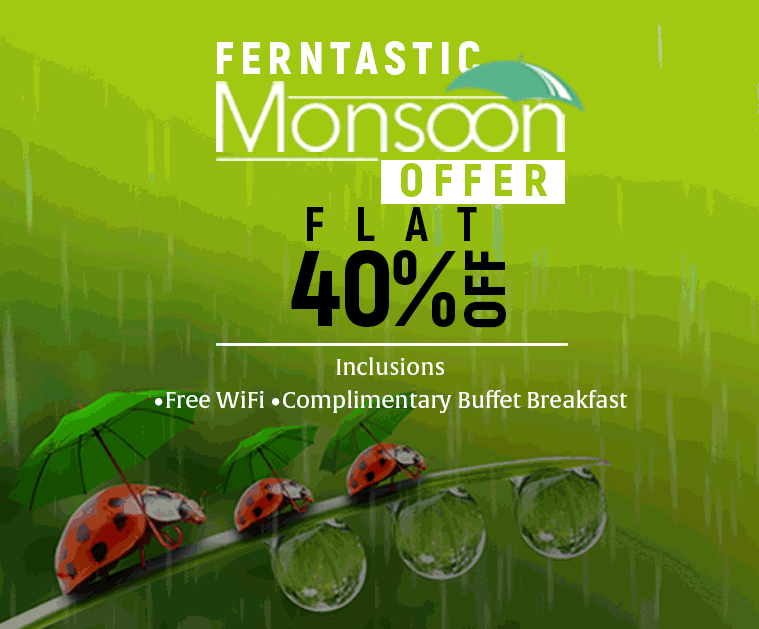 FERNTASTIC
Monsoon
OFFER
FLAT
40% OFF
Inclusions
•Free WiFi •Complimentary Buffet Breakfast